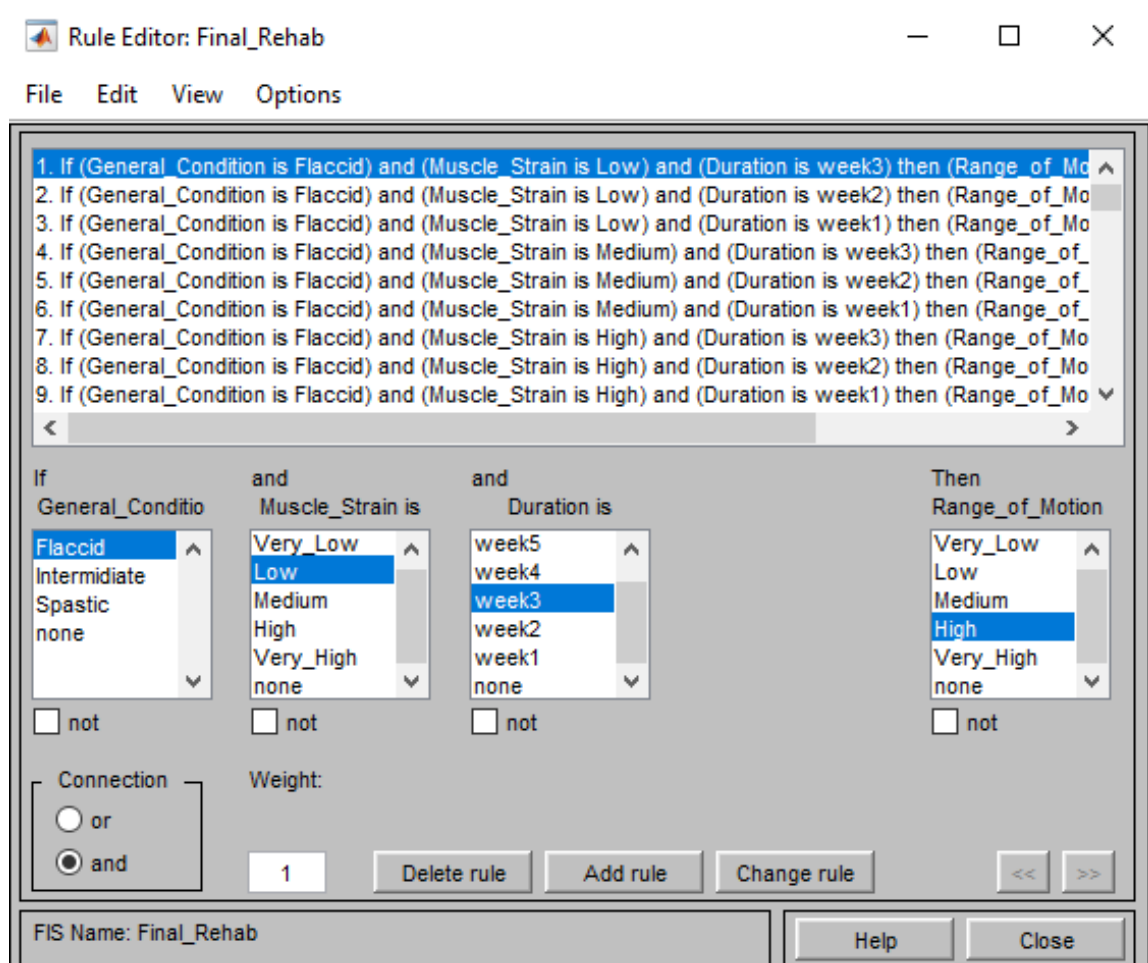 Rule Editor: Final_Rehab
File Edit View Options
1. If (General_Condition is Flaccid) and (Muscle_Strain is Low) and (Duration is week3) then (Range_of_Mo
2. If (General_Condition is Flaccid) and (Muscle_Strain is Low) and (Duration is week2) then (Range_of_Mo
3. If (General_Condition is Flaccid) and (Muscle_Strain is Low) and (Duration is week1) then (Range_of_Mo
4. If (General_Condition is Flaccid) and (Muscle_Strain is Medium) and (Duration is week3) then (Range_of_
5. If (General_Condition is Flaccid) and (Muscle_Strain is Medium) and (Duration is week2) then (Range_of_
6. If (General_Condition is Flaccid) and (Muscle_Strain is Medium) and (Duration is week1) then (Range_of_
7. If (General_Condition is Flaccid) and (Muscle_Strain is High) and (Duration is week3) then (Range_of_Mo
8. If (General_Condition is Flaccid) and (Muscle_Strain is High) and (Duration is week2) then (Range_of_Mo
9. If (General_Condition is Flaccid) and (Muscle_Strain is High) and (Duration is week1) then (Range_of_Mo
If and and Then
General_Conditio Muscle_Strain is Duration is Range_of_Motion
Flaccid
Intermidiate
Spastic
none
Very_Low
Low
Medium
High
Very_High
none
week5
week4
week3
week2
week1
none
Very_Low
Low
Medium
High
Very_High
none
not not not not
Connection
or
and
Weight:
1
Delete rule Add rule Change rule << >>
FIS Name: Final_Rehab
Help Close